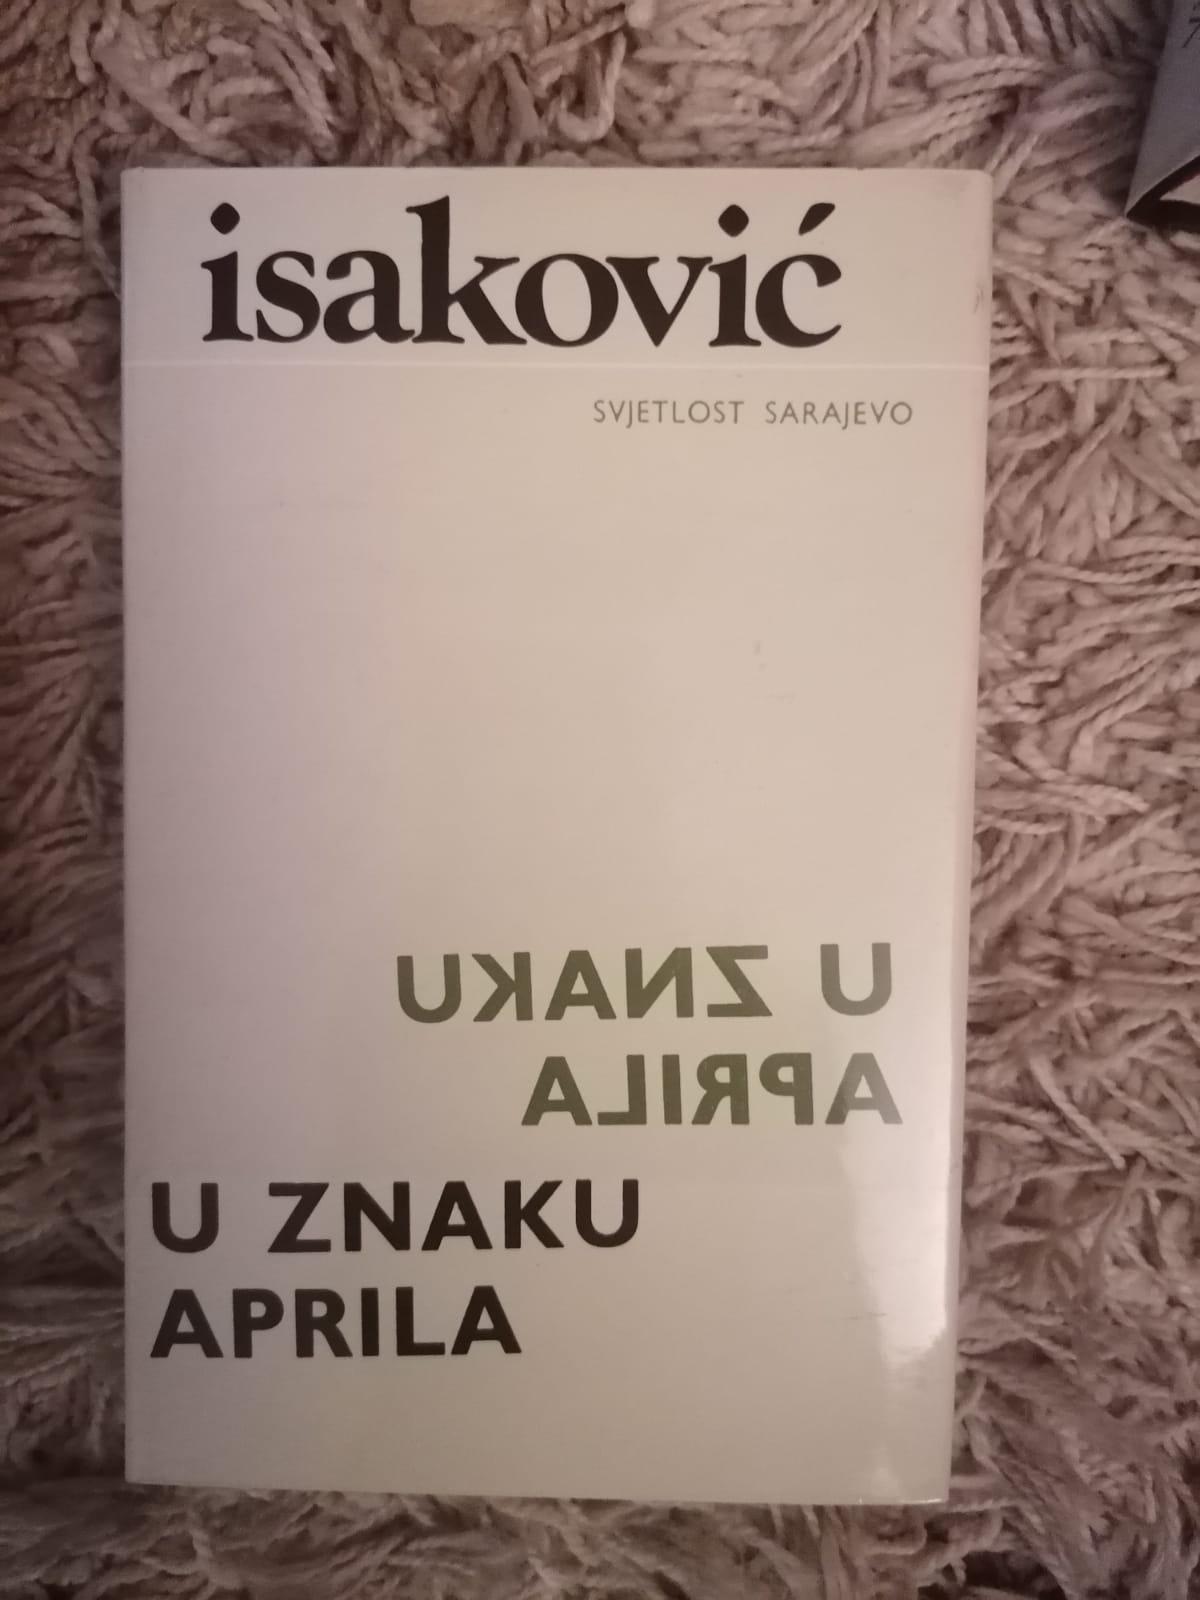 isaković
SVJETLOST SARAJEVO
U ZNAKU
APRILA
U ZNAKU
APRILA